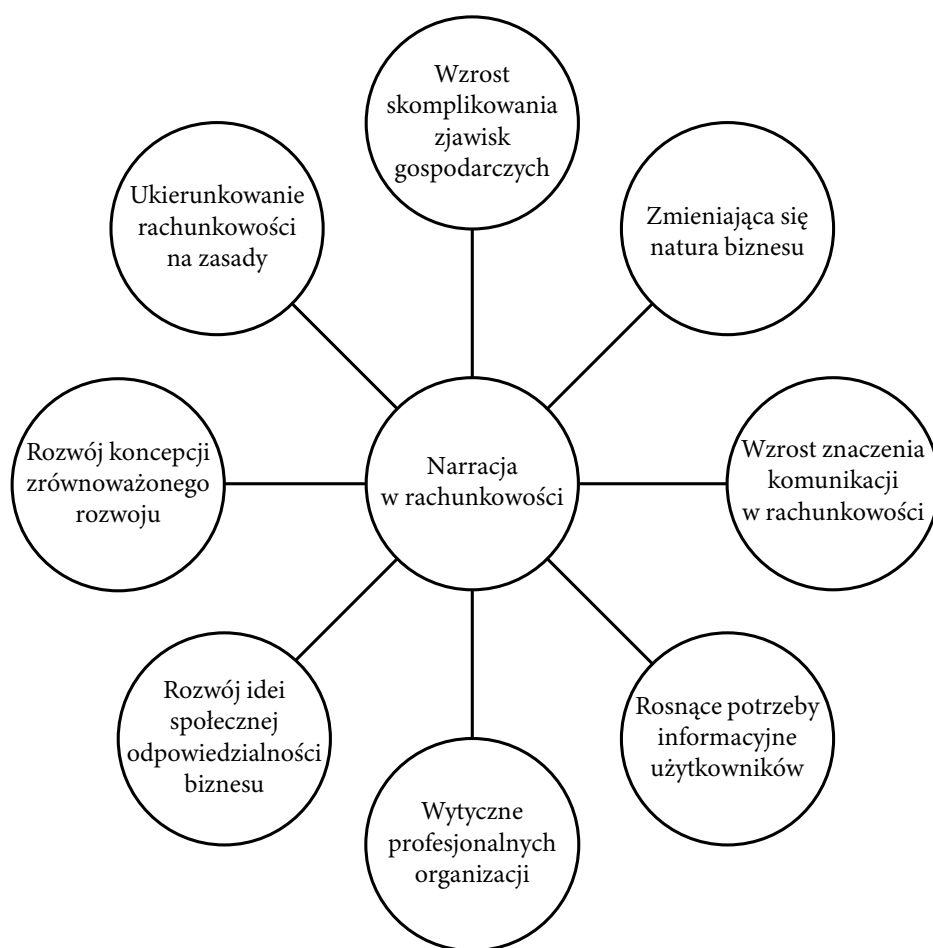 Wzrost
skomplikowania
zjawisk
gospodarczych
Zmieniająca się
natura biznesu
Wzrost znaczenia
komunikacji
w rachunkowości
Rosnące potrzeby
informacyjne
użytkowników
Wytyczne
profesjonalnych
organizacji
Rozwój idei
społecznej
odpowiedzialności
biznesu
Rozwój koncepcji
zrównoważonego
rozwoju
Ukierunkowanie
rachunkowości
na zasady
Narracja
w rachunkowości